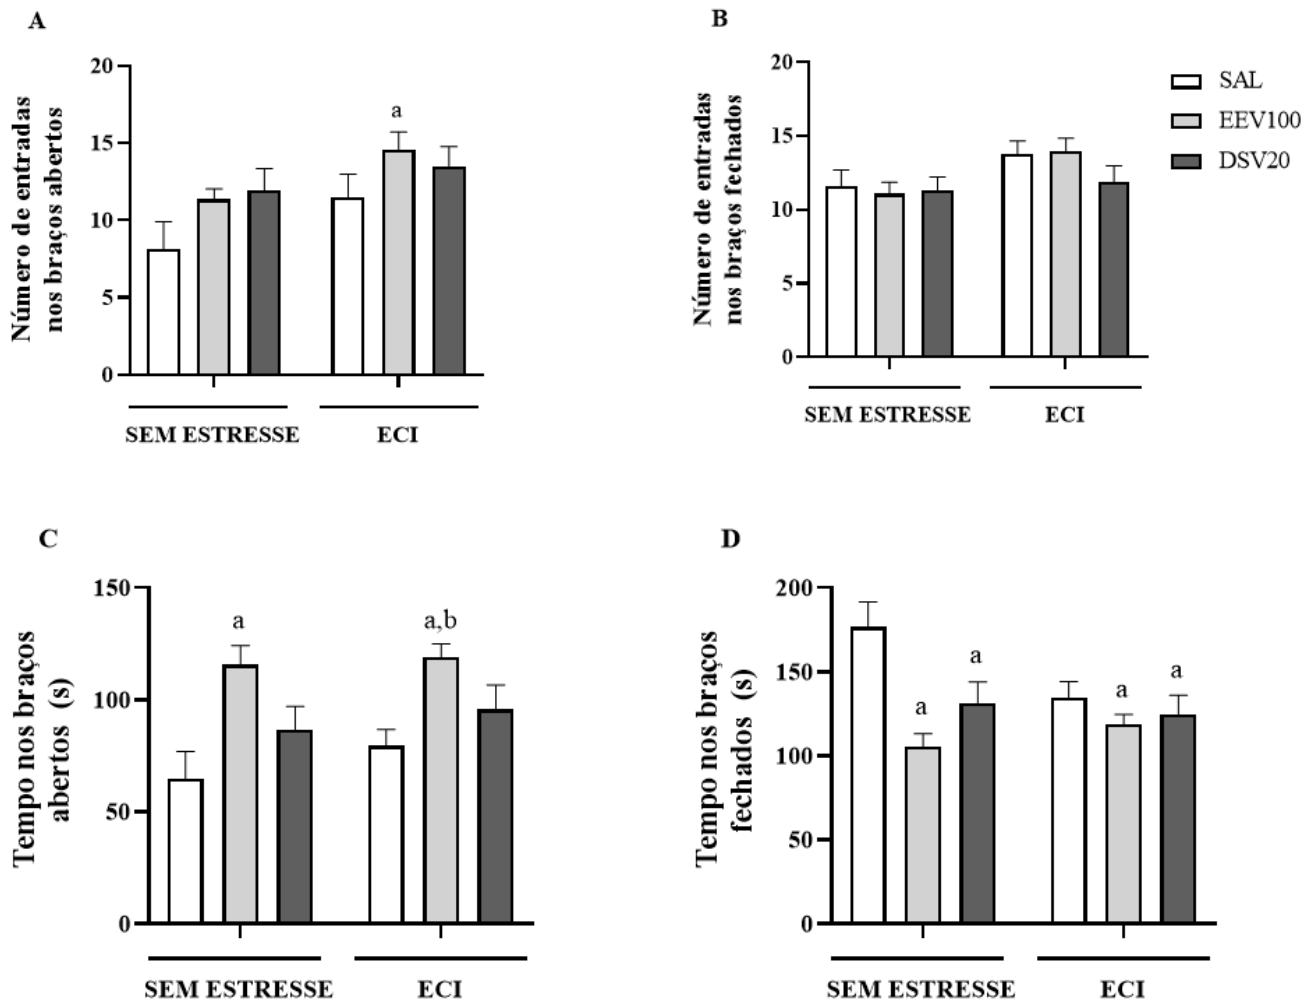 A
Número de entradas
nos braços abertos
20
15
10
5
0
a
SEM ESTRESSE
ECI
B
Número de entradas
nos braços fechados
20
15
10
5
0
SEM ESTRESSE
ECI
SAL
EEV100
DSV20
C
Tempo nos braços
abertos (s)
150
100
50
0
a
a,b
SEM ESTRESSE
ECI
D
Tempo nos braços
fechados (s)
200
150
100
50
0
a
a
a
a
SEM ESTRESSE
ECI